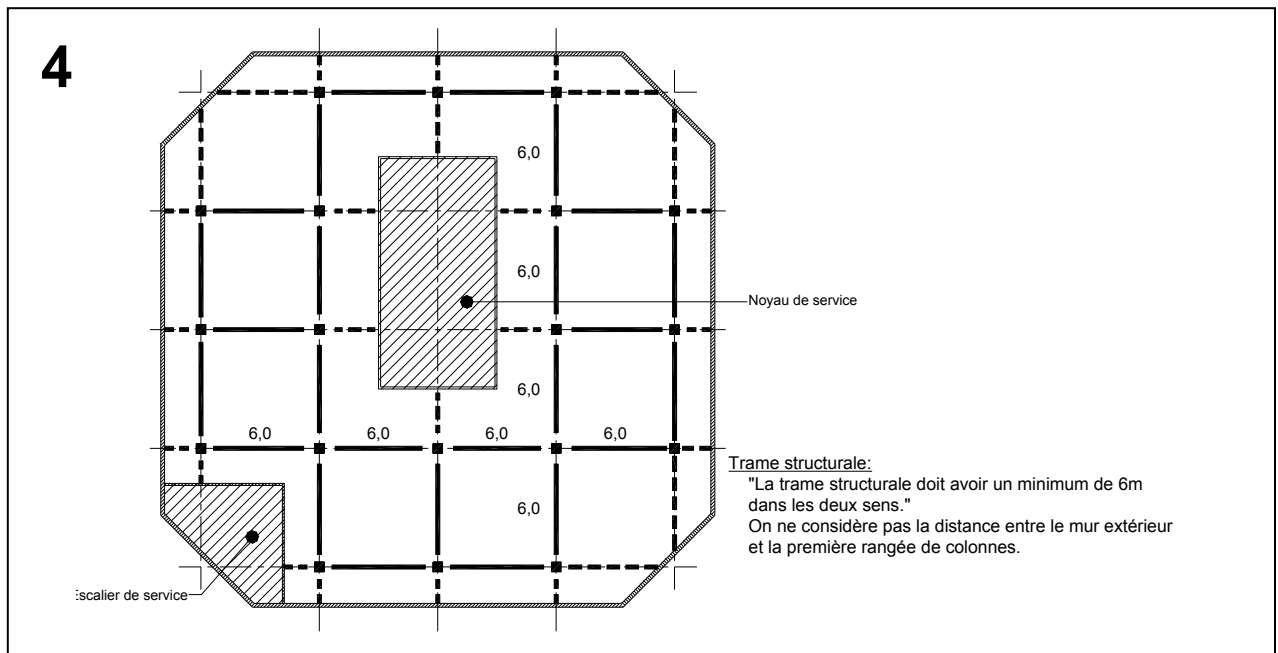 4
6,0
6,0
Noyau de service
6,0
6,0 6,0 6,0 6,0
Trame structurale:
"La trame structurale doit avoir un minimum de 6m
dans les deux sens."
6,0
On ne considère pas la distance entre le mur extérieur
et la première rangée de colonnes.
scalier de service